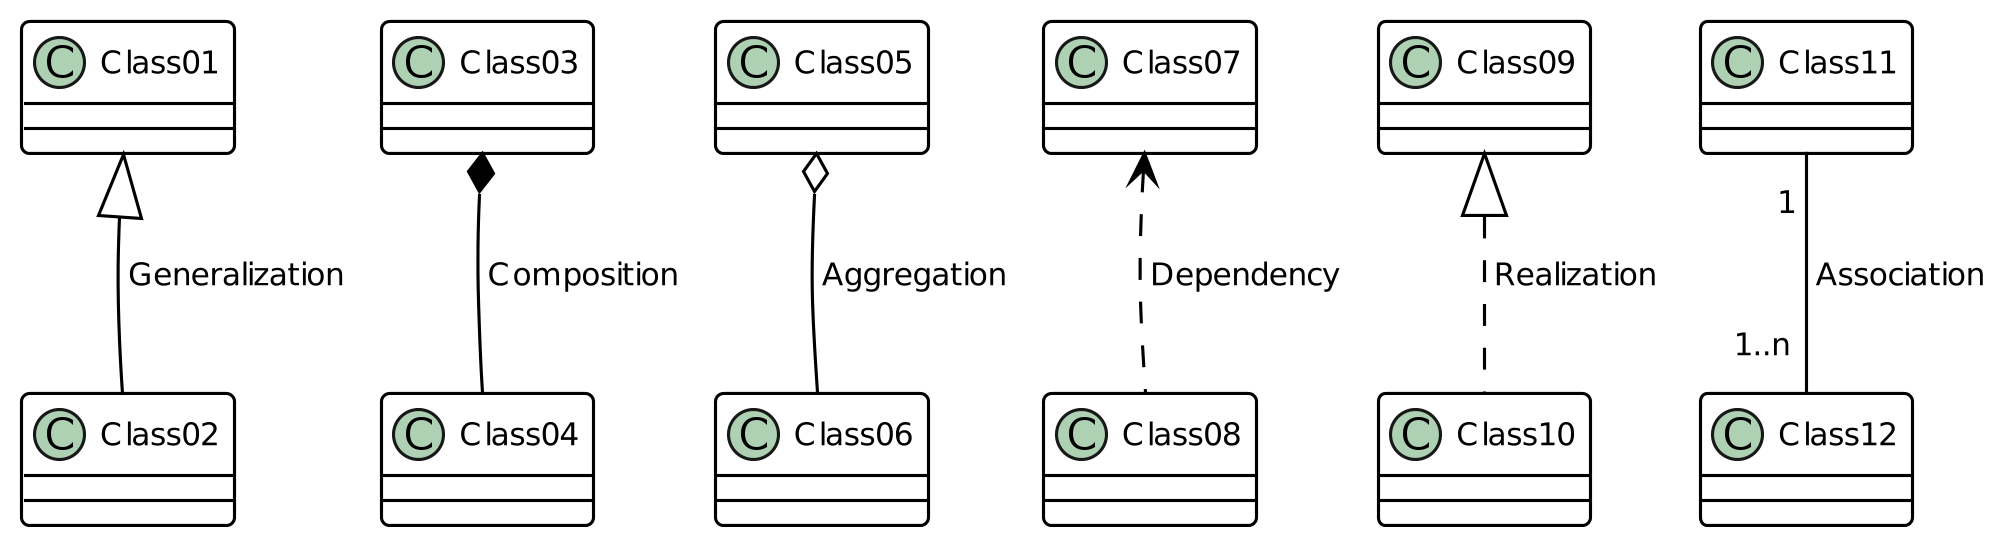 C Class01
C Class03
C Class05
C Class07
C Class09
C Class11
1
Generalization
Composition
Aggregation
Dependency
Realization
Association
1..n
C Class02
C Class04
C Class06
C Class08
C Class10
C Class12